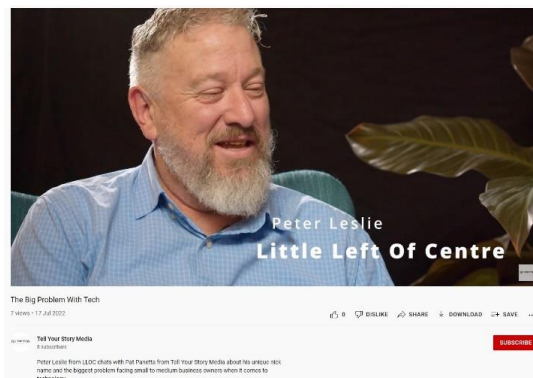 Peter Leslie
Little Left Of Centre
The Big Problem With Tech
7 views • 17 Jul 2022
0 DISLIKE SHARE DOWNLOAD SAVE ...
Tell Your Story Media
8 subscribers
SUBSCRIBE
Peter Leslie from LLOC chats with Pat Panetta from Tell Your Story Media about his unique nick
name and the biggest problem facing small to medium business owners when it comes to
technology